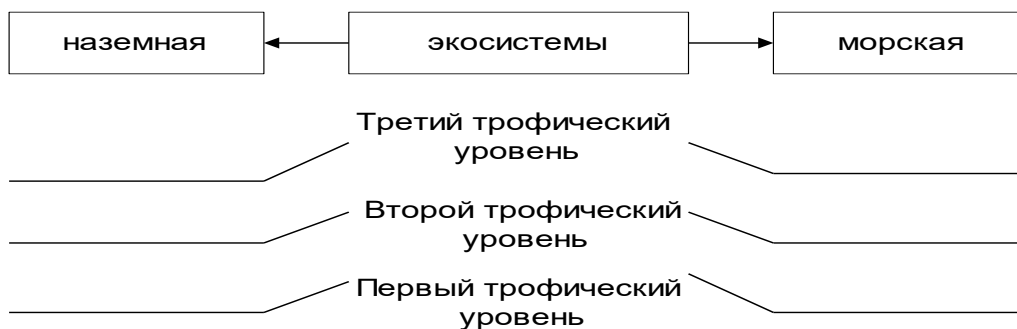 наземная
экосистемы
морская
Третий трофический
уровень
Второй трофический
уровень
Первый трофический
уровень